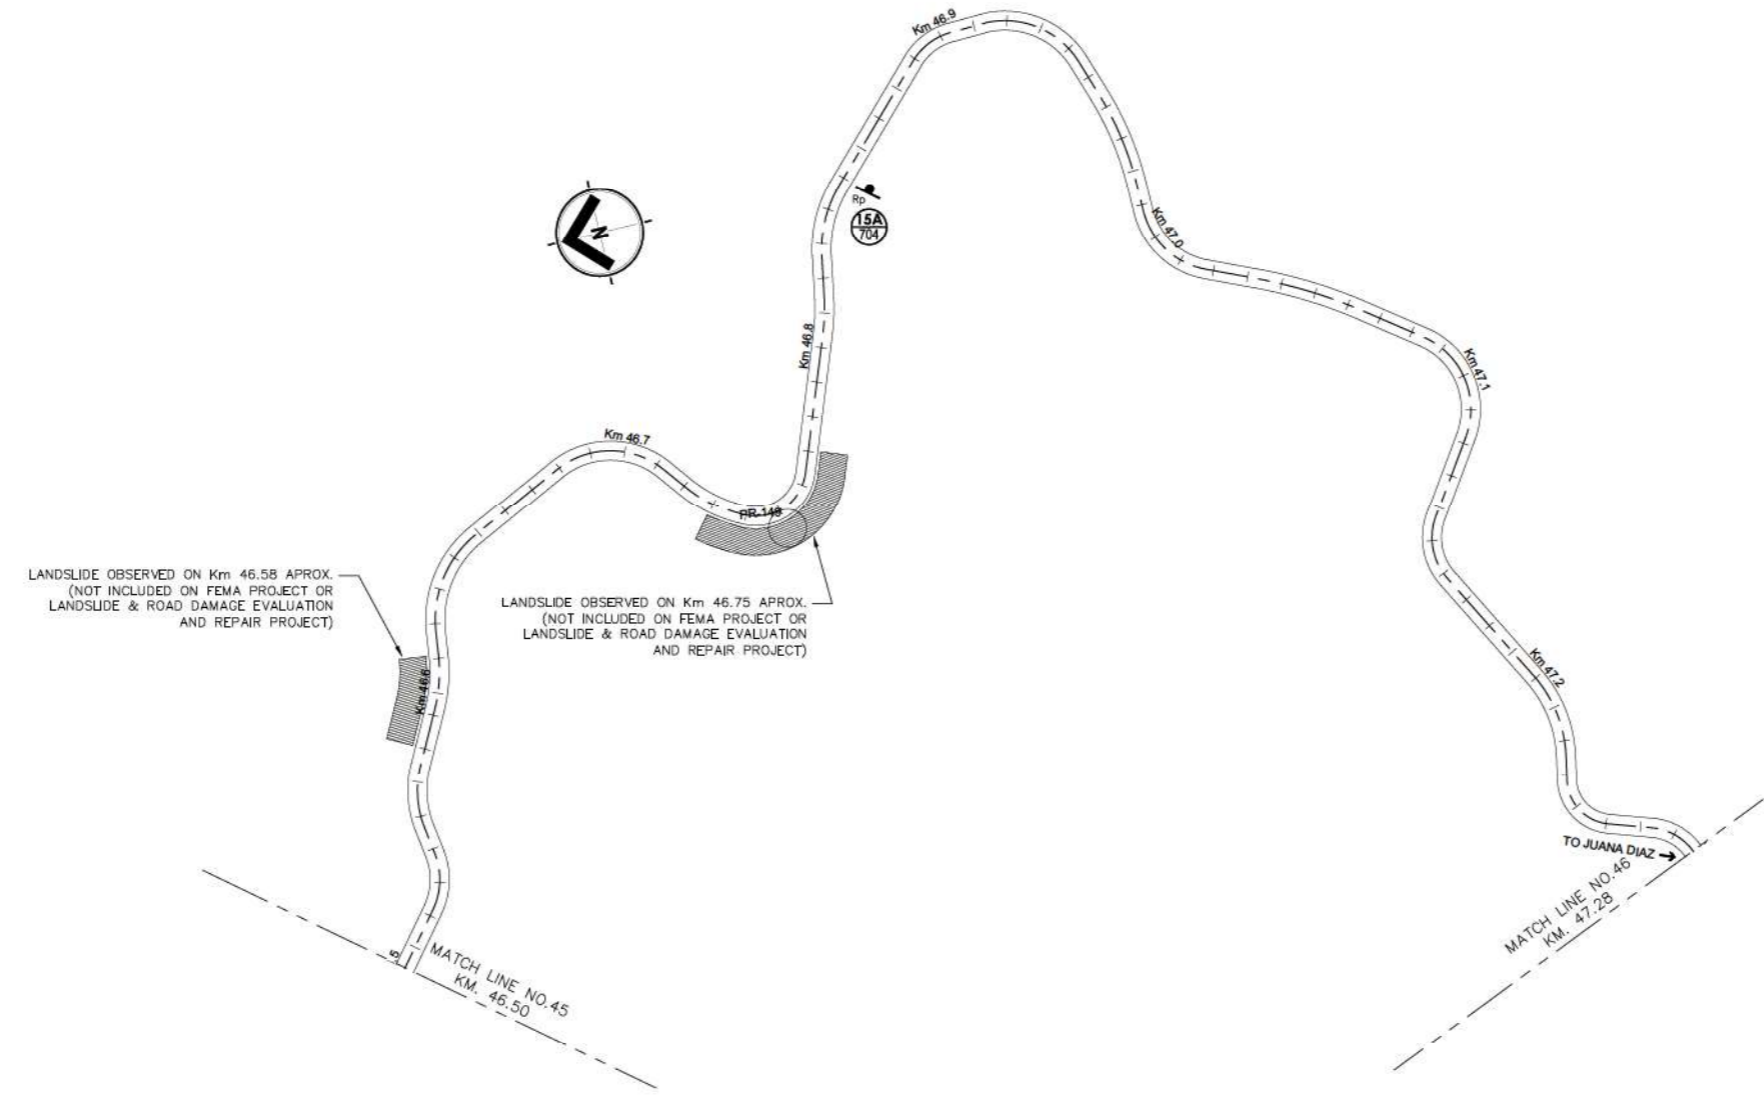 Km 46.9
Rp
15A
704
N
Km 47.0
Km 46.8
Km 47.1
Km 46.7
PR-149
LANDSLIDE OBSERVED ON Km 46.58 APROX.
(NOT INCLUDED ON FEMA PROJECT OR
LANDSLIDE & ROAD DAMAGE EVALUATION
AND REPAIR PROJECT)
LANDSLIDE OBSERVED ON Km 46.75 APROX.
(NOT INCLUDED ON FEMA PROJECT OR
LANDSLIDE & ROAD DAMAGE EVALUATION
AND REPAIR PROJECT)
Km 46.6
Km 47.2
TO JUANA DIAZ
MATCH LINE NO.46
KM. 47.28
.5
MATCH LINE NO.45
KM. 46.50